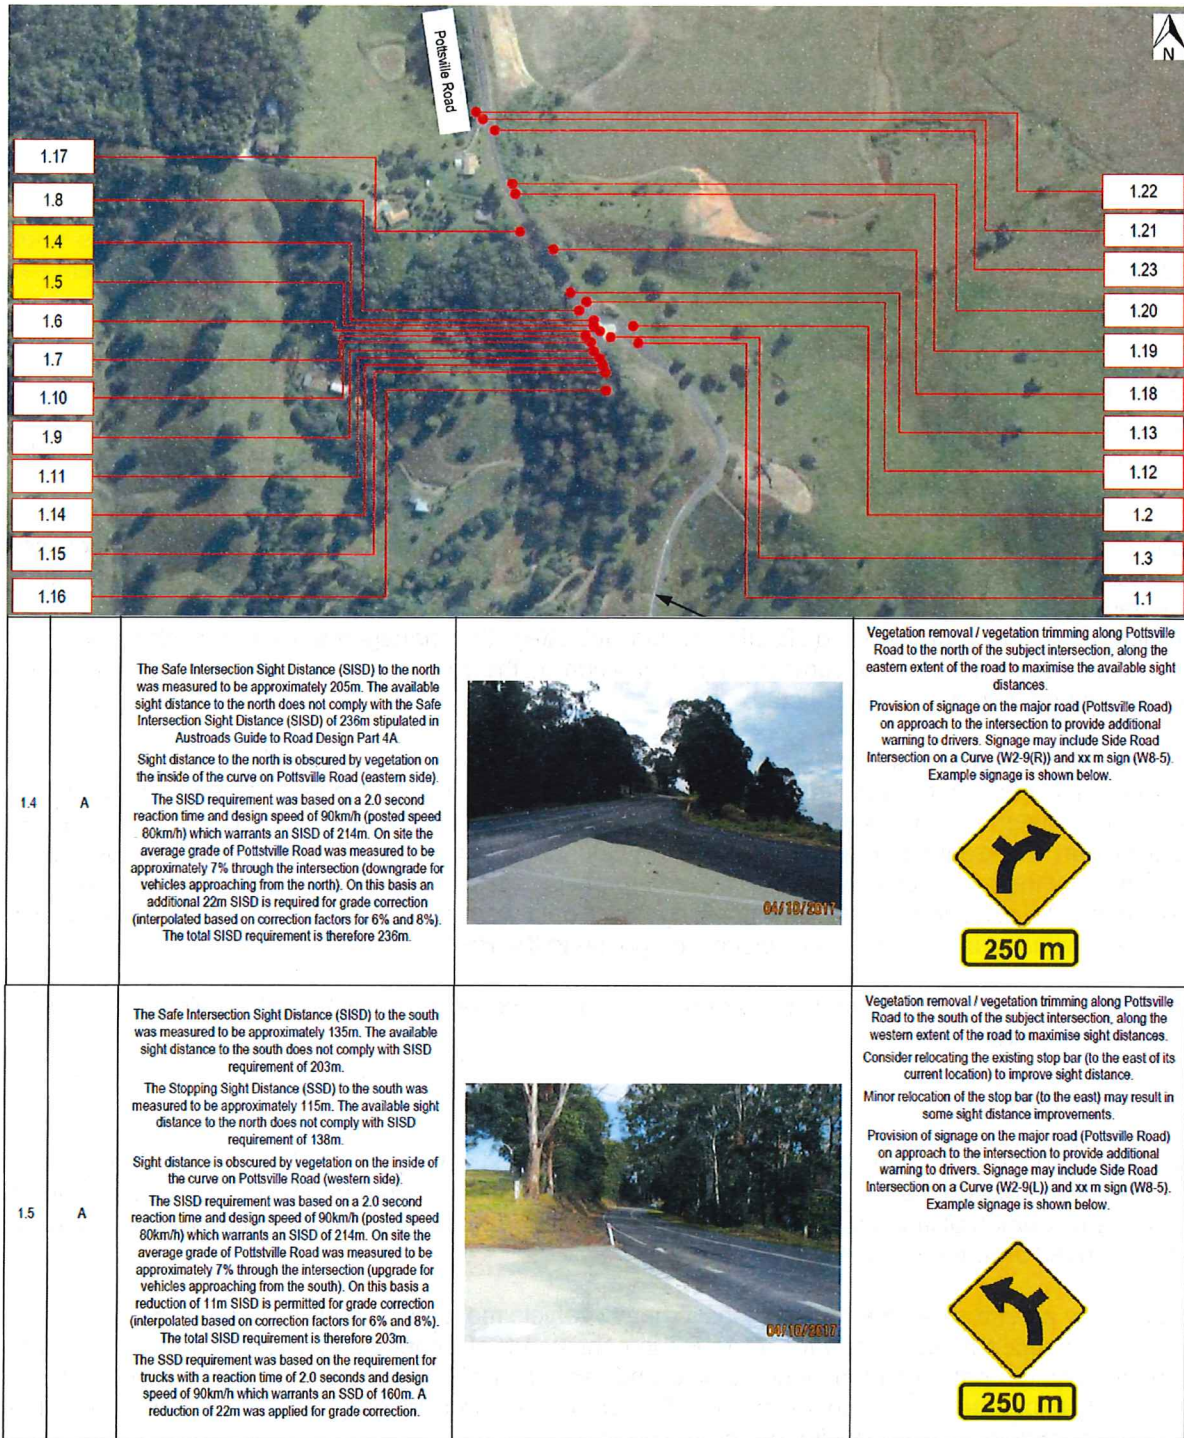 Pottsville Road
N
1.17
1.8
1.4
1.5
1.6
1.7
1.10
1.9
1.11
1.14
1.15
1.16
1.22
1.21
1.23
1.20
1.19
1.18
1.13
1.12
1.2
1.3
1.1
1.4
A
The Safe Intersection Sight Distance (SISD) to the north
was measured to be approximately 205m. The available
sight distance to the north does not comply with the Safe
Intersection Sight Distance (SISD) of 236m stipulated in
Austroads Guide to Road Design Part 4A
Sight distance to the north is obscured by vegetation on
the inside of the curve on Pottsville Road (eastern side).
The SISD requirement was based on a 2.0 second
reaction time and design speed of 90km/h (posted speed
80km/h) which warrants an SISD of 214m. On site the
average grade of Pottstville Road was measured to be
approximately 7% through the intersection (downgrade for
vehicles approaching from the north). On this basis an
additional 22m SISD is required for grade correction
(interpolated based on correction factors for 6% and 8%).
The total SISD requirement is therefore 236m.
04/10/2017
Vegetation removal / vegetation trimming along Pottsville
Road to the north of the subject intersection, along the
eastern extent of the road to maximise the available sight
distances.
Provision of signage on the major road (Pottsville Road)
on approach to the intersection to provide additional
warning to drivers. Signage may include Side Road
Intersection on a Curve (W2-9(R)) and xx m sign (W8-5).
Example signage is shown below.
250 m
1.5
A
The Safe Intersection Sight Distance (SISD) to the south
was measured to be approximately 135m. The available
sight distance to the south does not comply with SISD
requirement of 203m.
The Stopping Sight Distance (SSD) to the south was
measured to be approximately 115m. The available sight
distance to the north does not comply with SISD
requirement of 138m.
Sight distance is obscured by vegetation on the inside of
the curve on Pottsville Road (western side).
The SISD requirement was based on a 2.0 second
reaction time and design speed of 90km/h (posted speed
80km/h) which warrants an SISD of 214m. On site the
average grade of Pottstville Road was measured to be
approximately 7% through the intersection (upgrade for
vehicles approaching from the south). On this basis a
reduction of 11m SISD is permitted for grade correction
(interpolated based on correction factors for 6% and 8%).
The total SISD requirement is therefore 203m.
The SSD requirement was based on the requirement for
trucks with a reaction time of 2.0 seconds and design
speed of 90km/h which warrants an SSD of 160m. A
reduction of 22m was applied for grade correction.
04/10/2017
Vegetation removal / vegetation trimming along Pottsville
Road to the south of the subject intersection, along the
western extent of the road to maximise sight distances.
Consider relocating the existing stop bar (to the east of its
current location) to improve sight distance.
Minor relocation of the stop bar (to the east) may result in
some sight distance improvements.
Provision of signage on the major road (Pottsville Road)
on approach to the intersection to provide additional
warning to drivers. Signage may include Side Road
Intersection on a Curve (W2-9(L)) and xx m sign (W8-5).
Example signage is shown below.
250 m